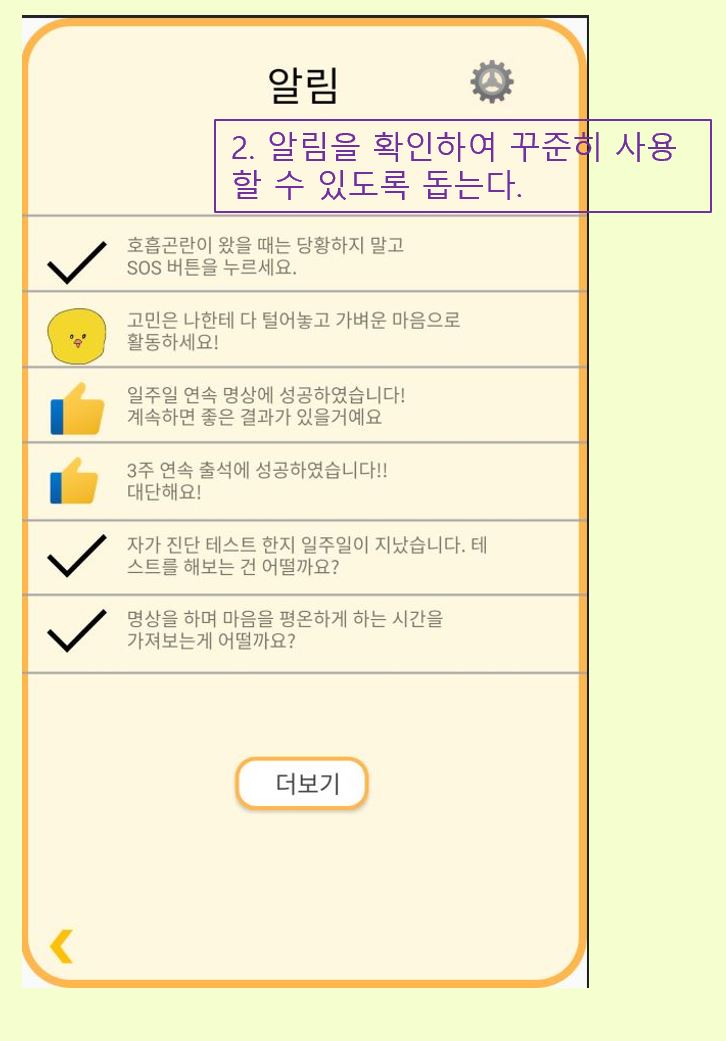 알림
2. 알림을 확인하여 꾸준히 사용
할 수 있도록 돕는다.
호흡곤란이 왔을 때는 당황하지 말고
SOS 버튼을 누르세요.
고민은 나한테 다 털어놓고 가벼운 마음으로
활동하세요!
일주일 연속 명상에 성공하였습니다!
계속하면 좋은 결과가 있을거예요
3주 연속 출석에 성공하였습니다!!
대단해요!
자가 진단 테스트 한지 일주일이 지났습니다. 테
스트를 해보는 건 어떨까요?
명상을 하며 마음을 평온하게 하는 시간을
가져보는게 어떨까요?
더보기